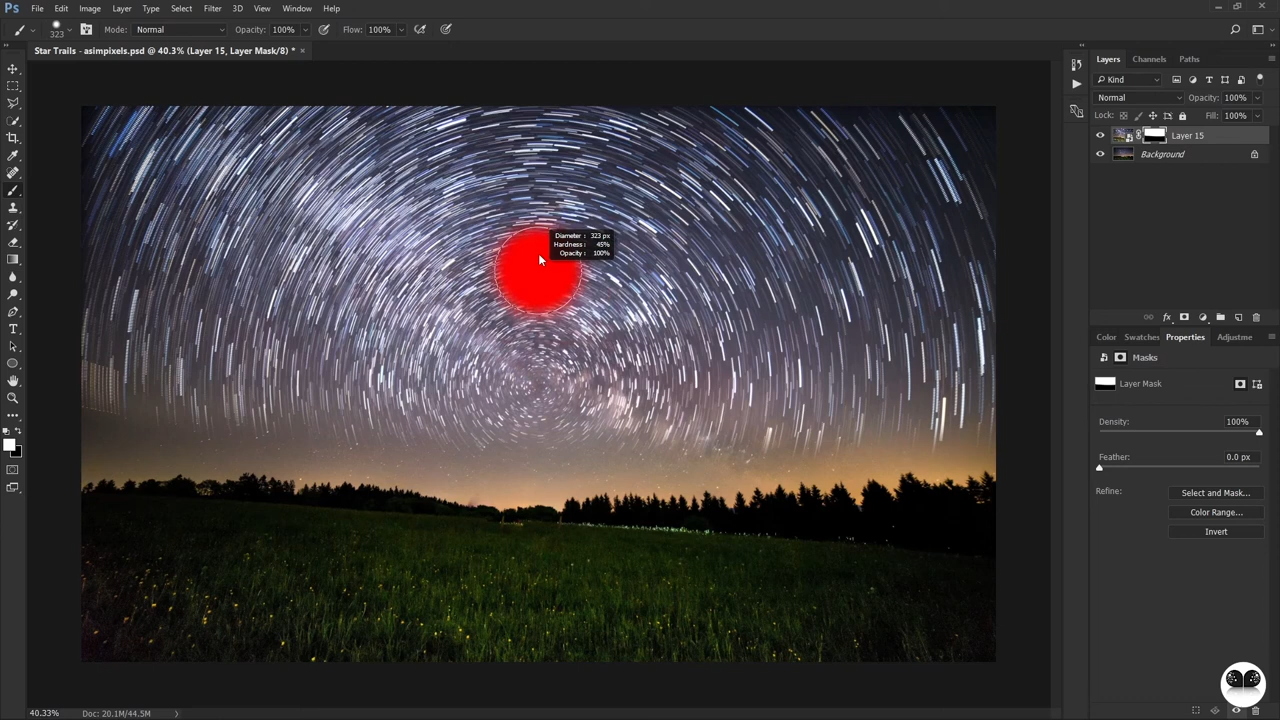 Ps File Edit Image Layer Type Select Filter 3D View Window Help
323 Mode: Normal Opacity: 100% Flow: 100%
Star Trails - asimpixels.psd @ 40.3% (Layer 15, Layer Mask/8) * ×
Layers Channels Paths
Kind
Normal Opacity: 100%
Lock: Fill: 100%
Layer 15
Background
Diameter : 323 px
Hardness : 45%
Opacity : 100%
Color Swatches Properties Adjustme
Masks
Layer Mask
Density: 100%
Feather: 0.0 px
Refine: Select and Mask...
Color Range...
Invert
40.33% Doc: 20.1M/44.5M